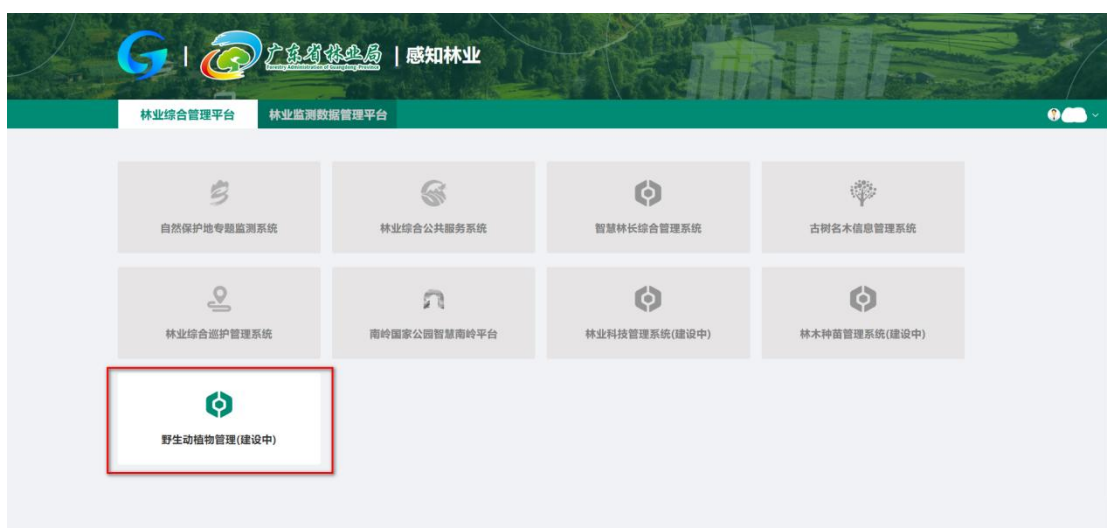 广东省林业局
Forestry Administration of Guangdong Province
感知林业
林业综合管理平台 林业监测数据管理平台
自然保护地专题监测系统 林业综合公共服务系统 智慧林长综合管理系统 古树名木信息管理系统
林业综合巡护管理系统 南岭国家公园智慧南岭平台 林业科技管理系统(建设中) 林木种苗管理系统(建设中)
野生动植物管理(建设中)